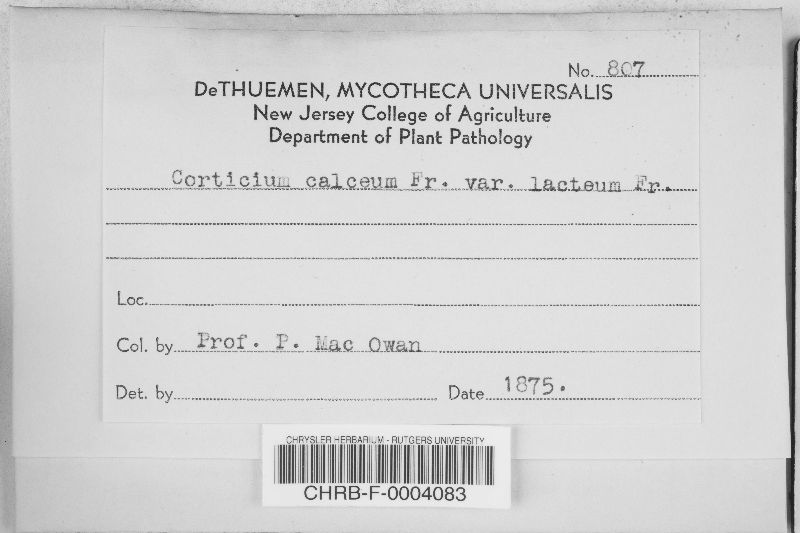 No. 807
DeTHUEMEN, MYCOTHECA UNIVERSALIS
New Jersey College of Agriculture
Department of Plant Pathology
Corticium calceum Fr. var. lacteum Fr.
Loc.
Col. by Prof. P. Mac Owan
Det. by Date 1875.
CHRYSLER HERBARIUM - RUTGERS UNIVERSITY
CHRB-F-0004083